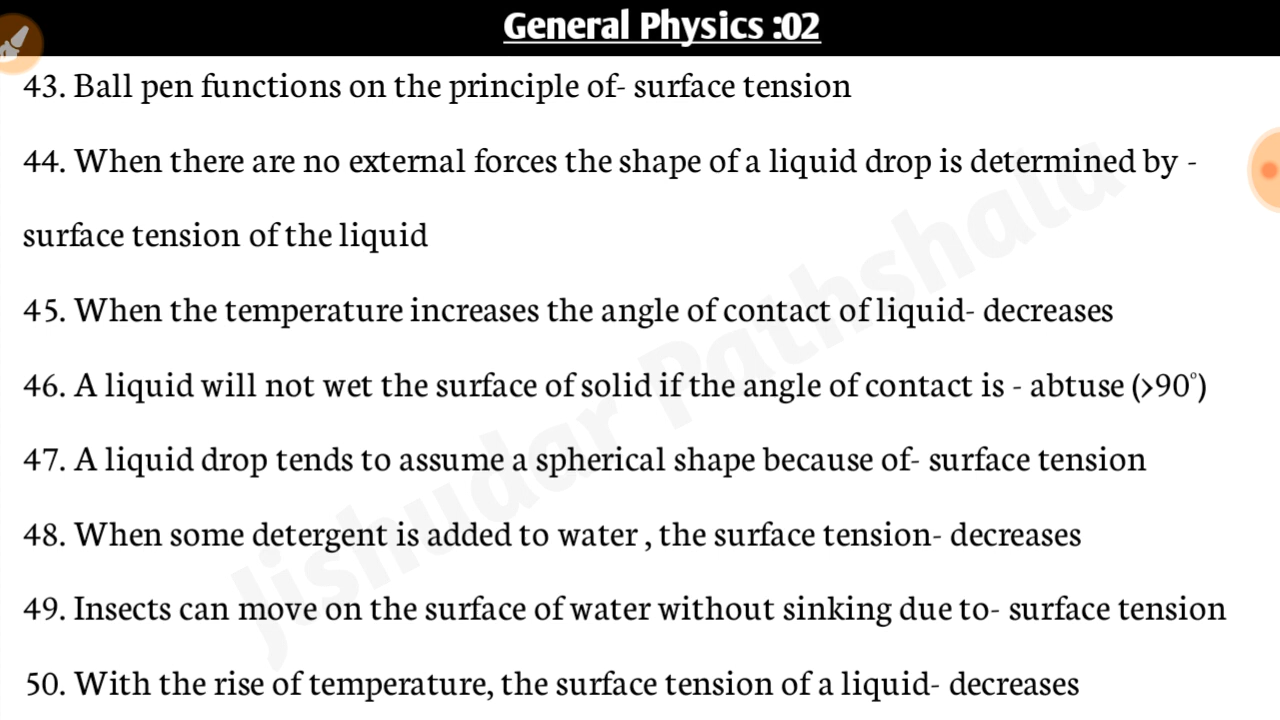 General Physics :02
43. Ball pen functions on the principle of- surface tension
44. When there are no external forces the shape of a liquid drop is determined by -
surface tension of the liquid
45. When the temperature increases the angle of contact of liquid- decreases
46. A liquid will not wet the surface of solid if the angle of contact is - abtuse (>90°)
47. A liquid drop tends to assume a spherical shape because of- surface tension
48. When some detergent is added to water , the surface tension- decreases
49. Insects can move on the surface of water without sinking due to- surface tension
50. With the rise of temperature, the surface tension of a liquid- decreases
Jishudar Pathshala